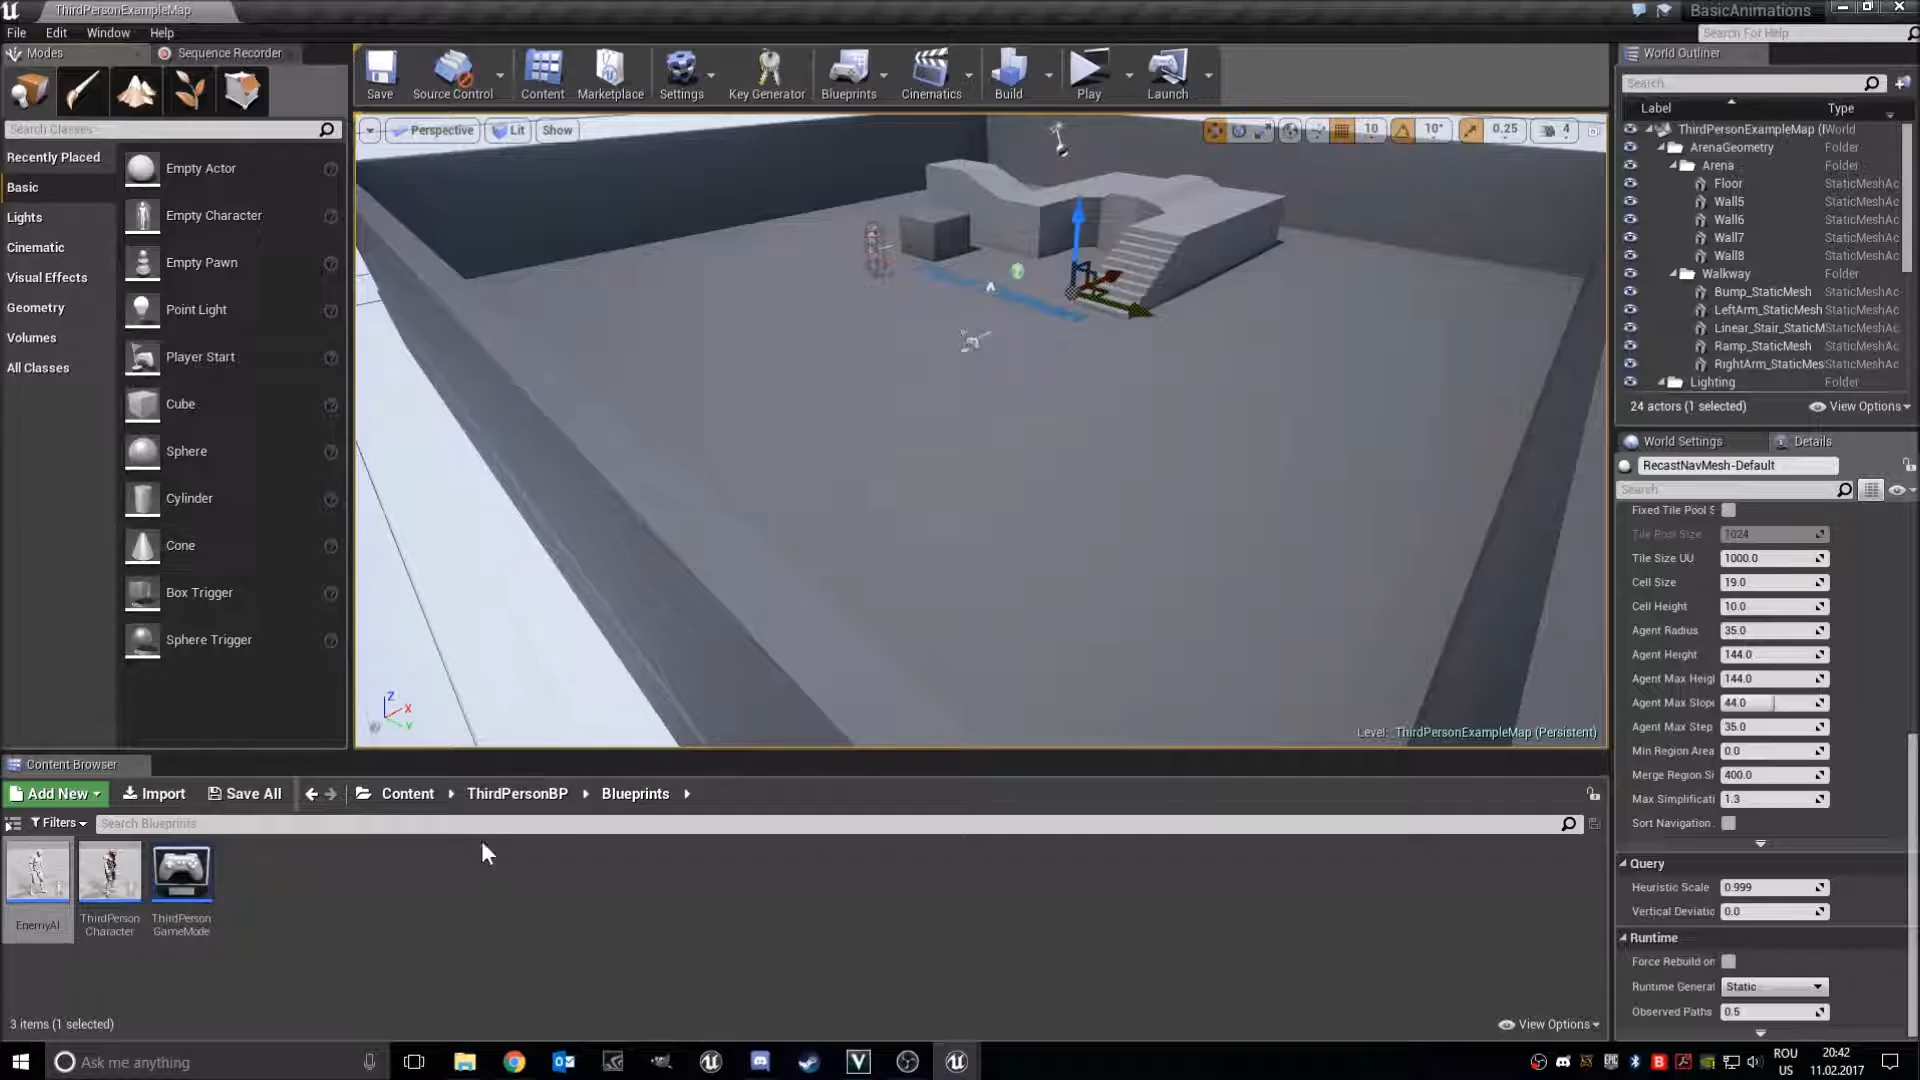 ThirdPersonExampleMap
BasicAnimations
File Edit Window Help
Search For Help
Modes
Sequence Recorder
Search Classes
Recently Placed
Basic
Lights
Cinematic
Visual Effects
Geometry
Volumes
All Classes
Empty Actor
Empty Character
Empty Pawn
Point Light
Player Start
Cube
Sphere
Cylinder
Cone
Box Trigger
Sphere Trigger
Save
Source Control
Content
Marketplace
Settings
Key Generator
Blueprints
Cinematics
Build
Play
Launch
Perspective
Lit
Show
10
10°
0.25
4
Z
X
Y
Level: ThirdPersonExampleMap (Persistent)
World Outliner
Search
Label Type
ThirdPersonExampleMap ( World
ArenaGeometry Folder
Arena Folder
Floor StaticMeshAc
Wall5 StaticMeshAc
Wall6 StaticMeshAc
Wall7 StaticMeshAc
Wall8 StaticMeshAc
Walkway Folder
Bump_StaticMesh StaticMeshAc
LeftArm_StaticMesh StaticMeshAc
Linear_Stair_StaticM StaticMeshAc
Ramp_StaticMesh StaticMeshAc
RightArm_StaticMes StaticMeshAc
Lighting Folder
24 actors (1 selected)
View Options
World Settings
Details
RecastNavMesh-Default
Search
Fixed Tile Pool S
Tile Pool Size 1024
Tile Size UU 1000.0
Cell Size 19.0
Cell Height 10.0
Agent Radius 35.0
Agent Height 144.0
Agent Max Heigl 144.0
Agent Max Slope 44.0
Agent Max Step 35.0
Min Region Area 0.0
Merge Region Si 400.0
Max Simplificati 1.3
Sort Navigation
Query
Heuristic Scale 0.999
Vertical Deviatic 0.0
Runtime
Force Rebuild on
Runtime Generat Static
Observed Paths 0.5
Content Browser
Add New
Import
Save All
Content
ThirdPersonBP
Blueprints
Filters
Search Blueprints
EnemyAI
ThirdPerson
Character
ThirdPerson
GameMode
3 items (1 selected)
View Options
Ask me anything
ROU
US
20:42
11.02.2017